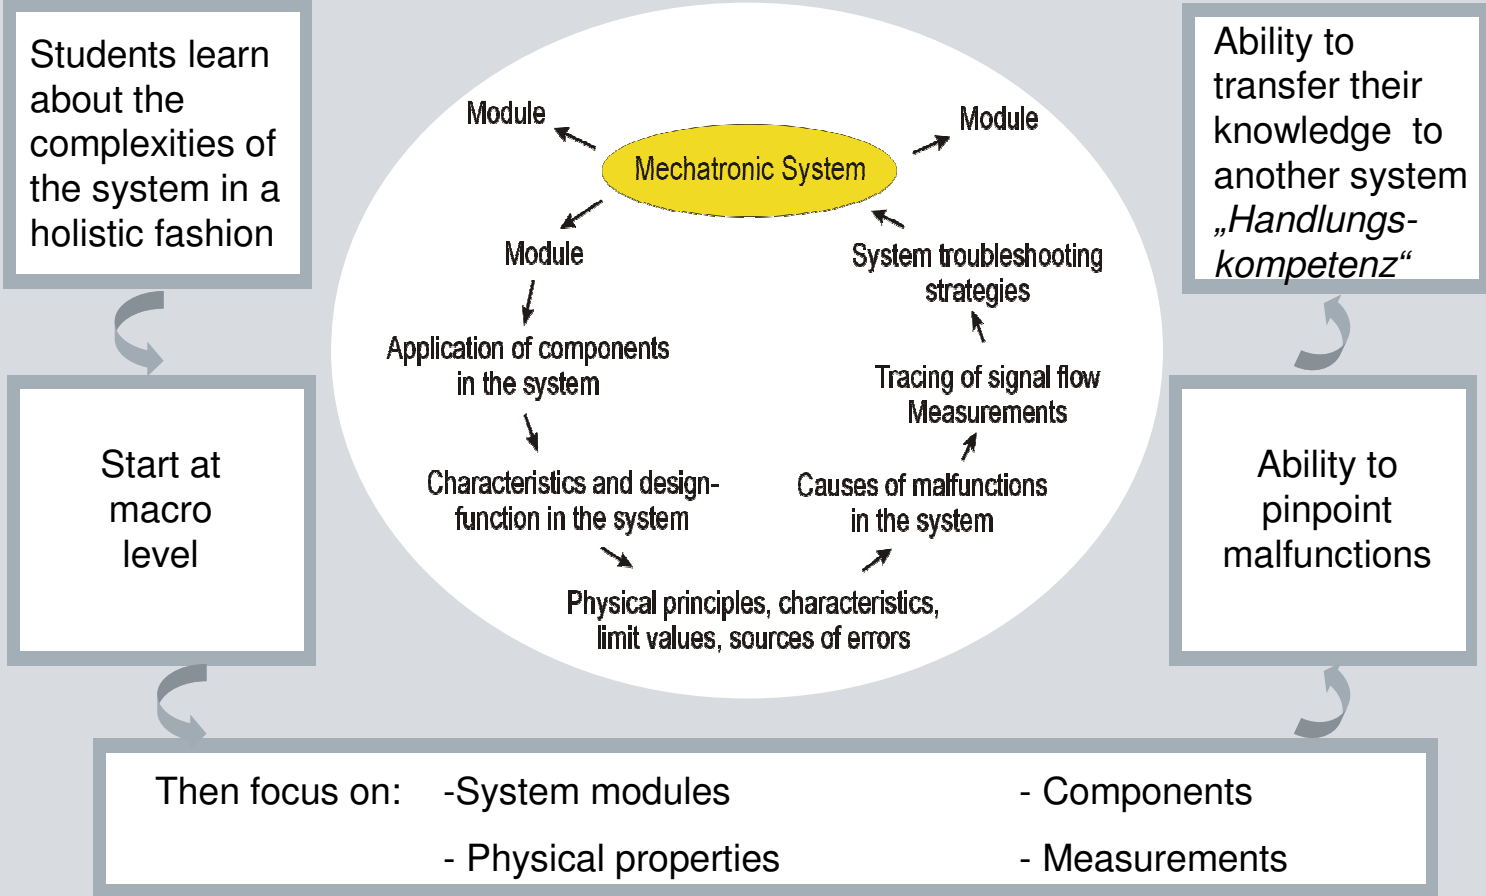 Students learn
about the
complexities of
the system in a
holistic fashion
Start at
macro
level
Module
Module
Mechatronic System
Module
Application of components
in the system
Characteristics and design-
function in the system
Physical principles, characteristics,
limit values, sources of errors
Causes of malfunctions
in the system
Tracing of signal flow
Measurements
System troubleshooting
strategies
Ability to
transfer their
knowledge to
another system
„Handlungs-
kompetenz“
Ability to
pinpoint
malfunctions
Then focus on: -System modules - Components
- Physical properties - Measurements